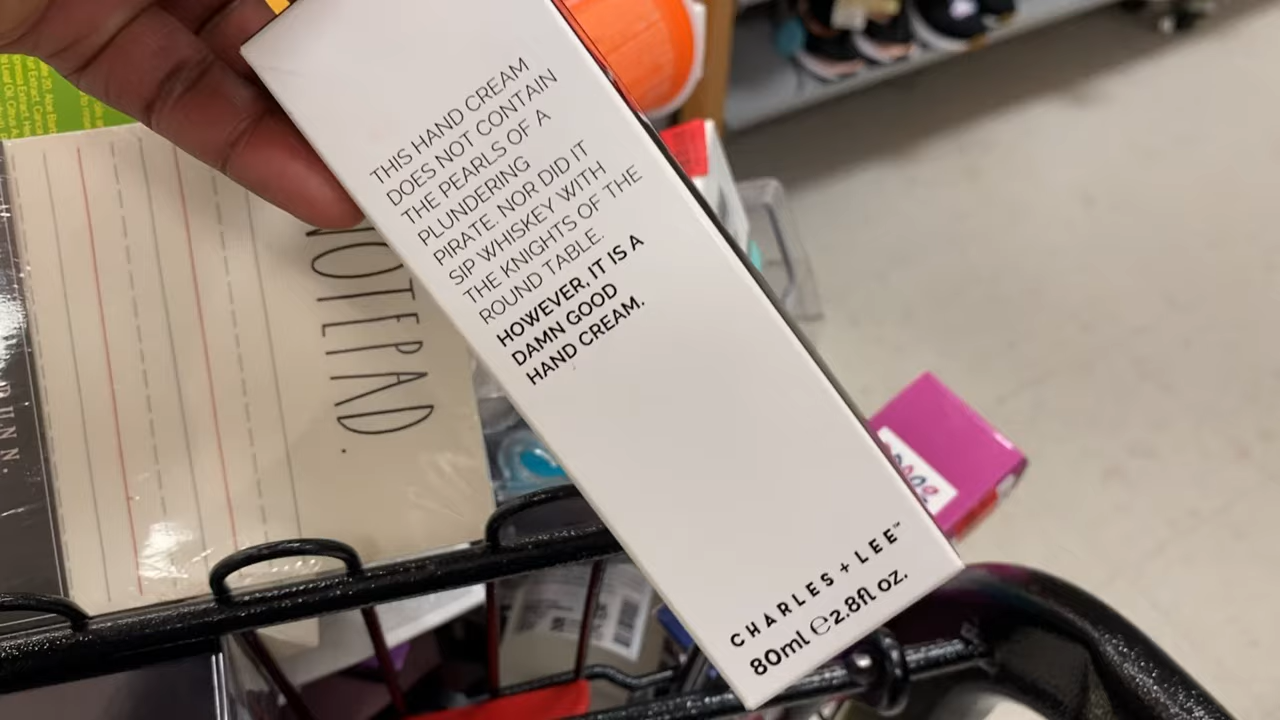 THIS HAND CREAM
DOES NOT CONTAIN
THE PEARLS OF A
PLUNDERING
PIRATE. NOR DID IT
SIP WHISKEY WITH
THE KNIGHTS OF THE
ROUND TABLE.
HOWEVER, IT IS A
DAMN GOOD
HAND CREAM.
CHARLES + LEE™
80ml ℮2.8fl oz.
NOTEPAD.